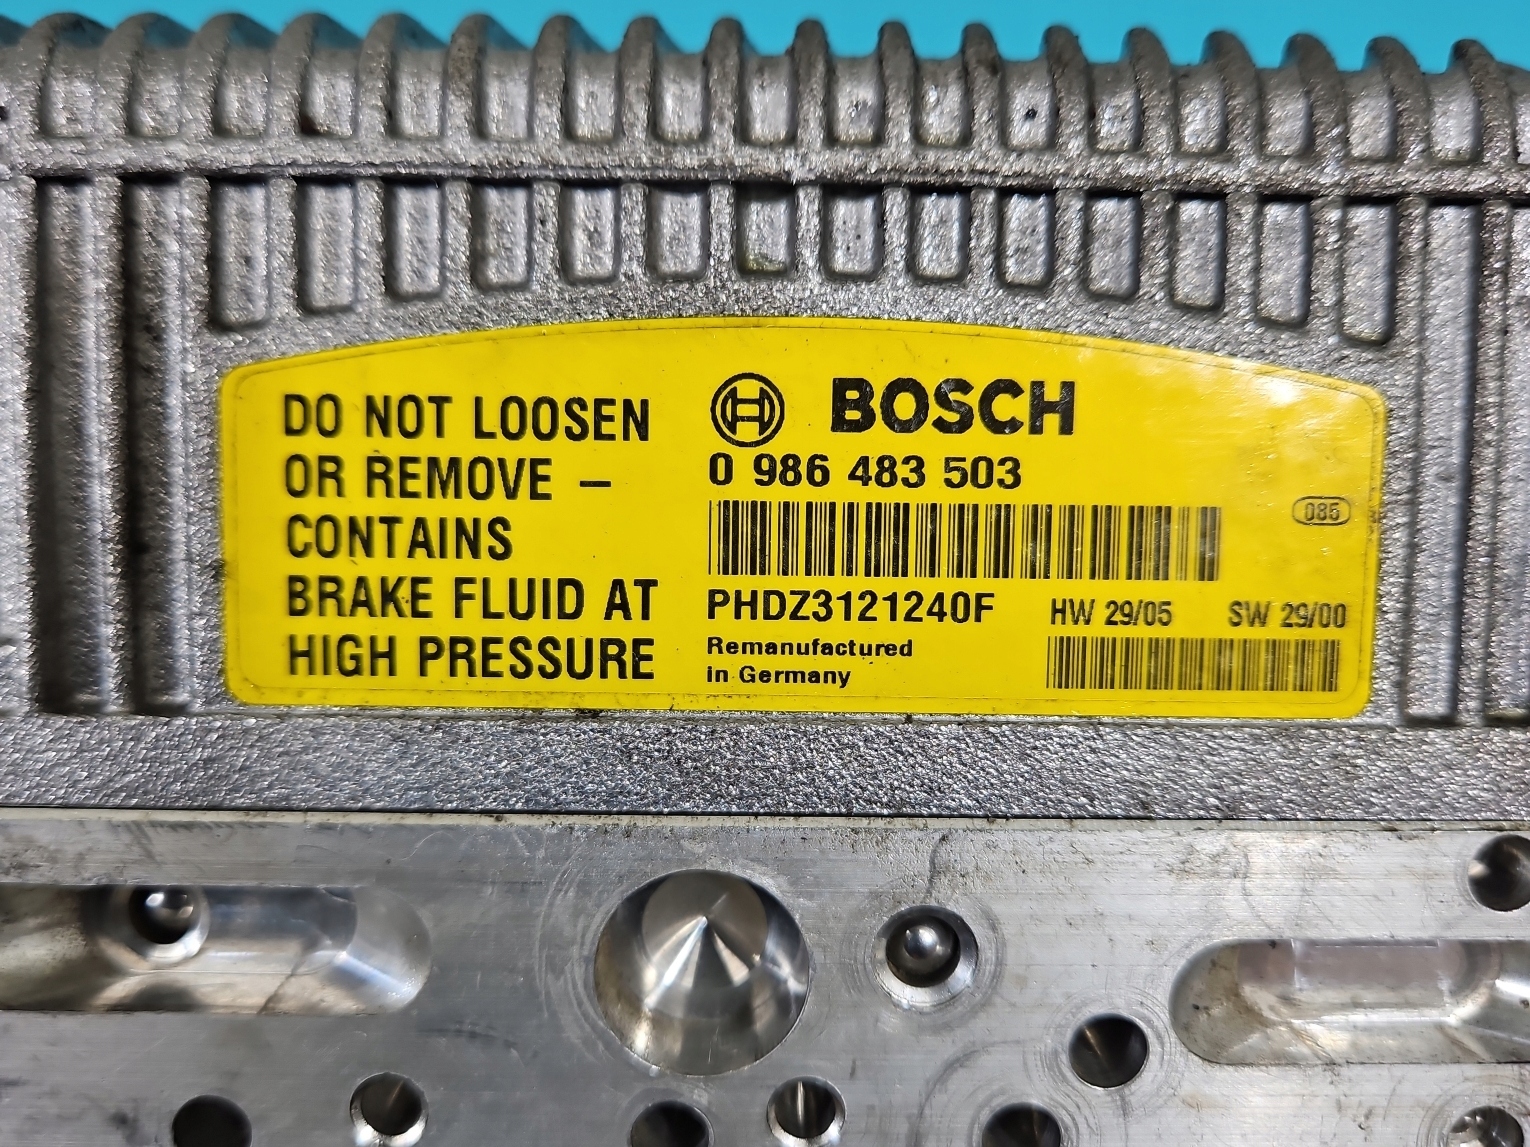 DO NOT LOOSEN
OR REMOVE –
CONTAINS
BRAKE FLUID AT
HIGH PRESSURE
BOSCH
0 986 483 503
085
PHDZ3121240F HW 29/05 SW 29/00
Remanufactured
in Germany